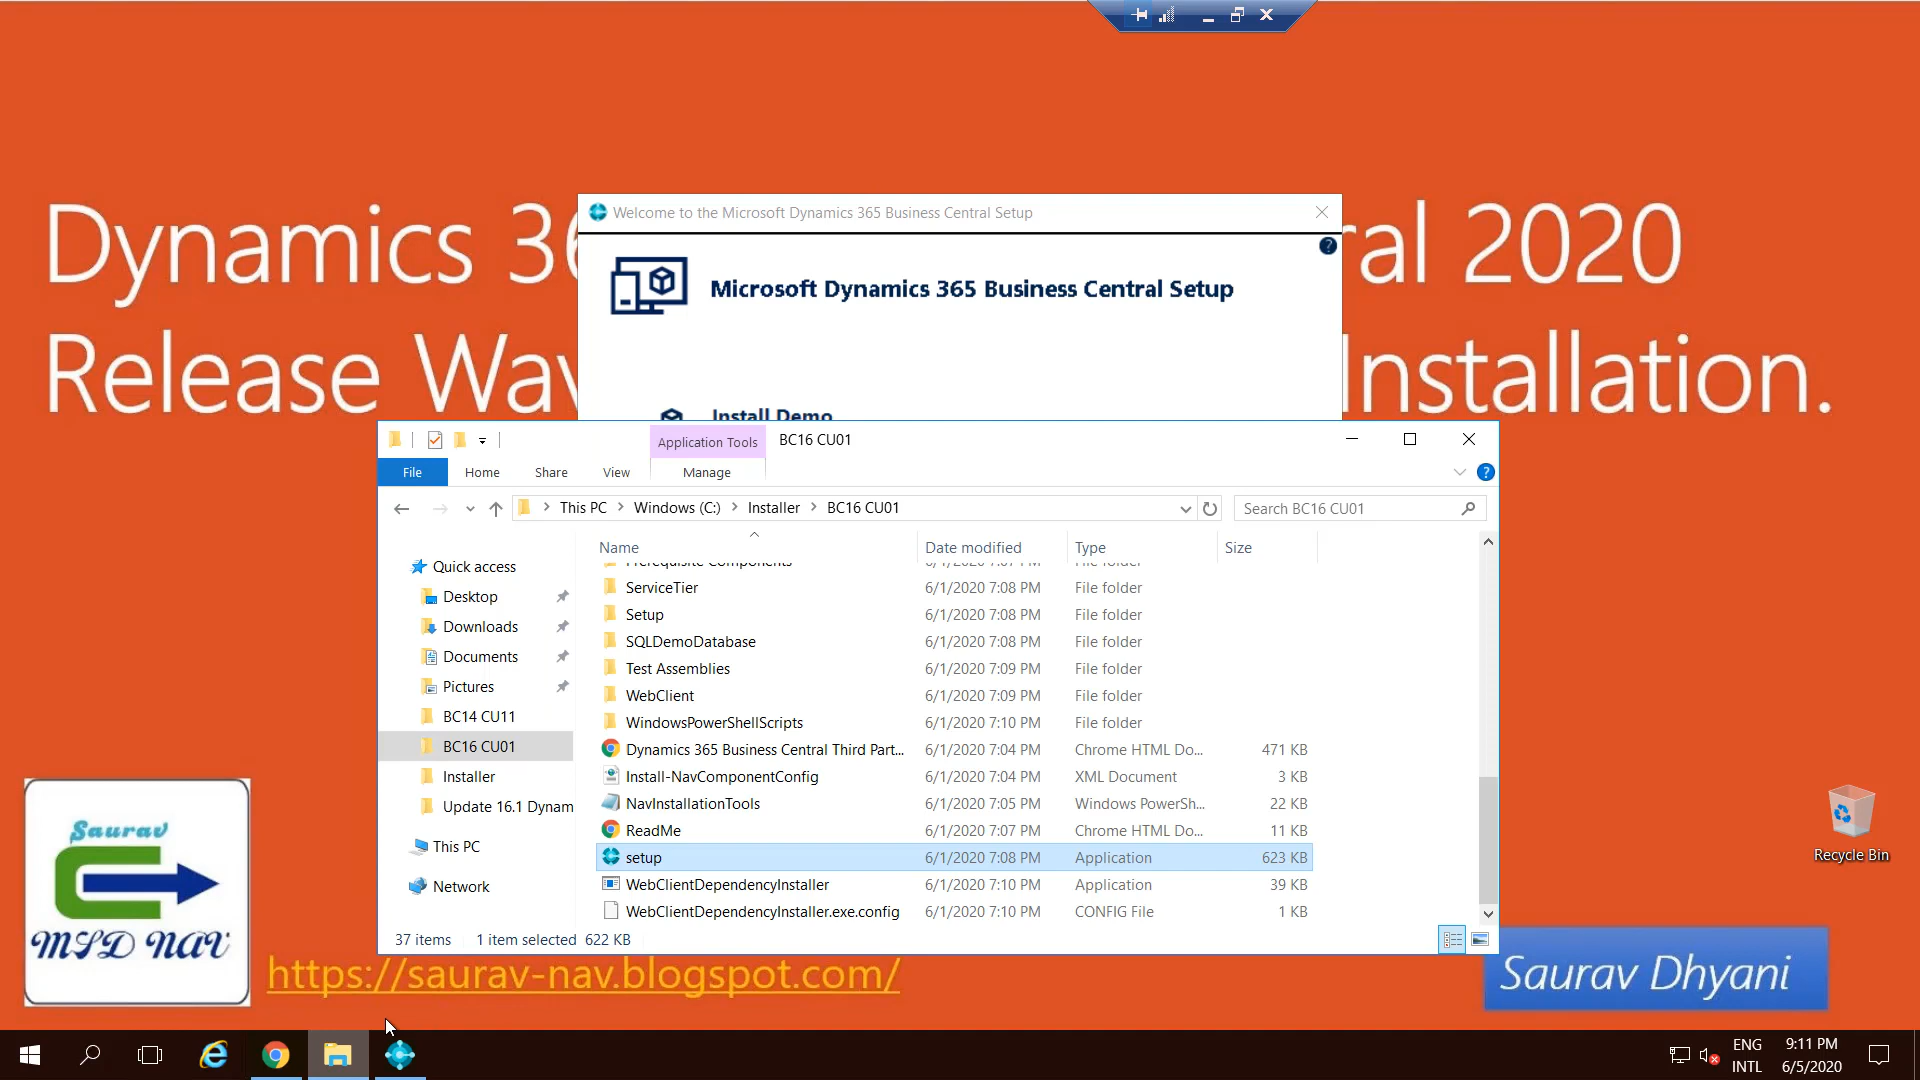 Dynamics 36
ral 2020
Release Wav
Installation.
Welcome to the Microsoft Dynamics 365 Business Central Setup
?
Microsoft Dynamics 365 Business Central Setup
Install Demo
Application Tools
BC16 CU01
File
Home
Share
View
Manage
?
This PC
Windows (C:)
Installer
BC16 CU01
Search BC16 CU01
Name
Date modified
Type
Size
Quick access
Desktop
Downloads
Documents
Pictures
BC14 CU11
BC16 CU01
Installer
Update 16.1 Dynam
This PC
Network
Prerequisite Components 6/1/2020 7:07 PM File folder
ServiceTier 6/1/2020 7:08 PM File folder
Setup 6/1/2020 7:08 PM File folder
SQLDemoDatabase 6/1/2020 7:08 PM File folder
Test Assemblies 6/1/2020 7:09 PM File folder
WebClient 6/1/2020 7:09 PM File folder
WindowsPowerShellScripts 6/1/2020 7:10 PM File folder
Dynamics 365 Business Central Third Part... 6/1/2020 7:04 PM Chrome HTML Do... 471 KB
Install-NavComponentConfig 6/1/2020 7:04 PM XML Document 3 KB
NavInstallationTools 6/1/2020 7:05 PM Windows PowerSh... 22 KB
ReadMe 6/1/2020 7:07 PM Chrome HTML Do... 11 KB
setup 6/1/2020 7:08 PM Application 623 KB
WebClientDependencyInstaller 6/1/2020 7:10 PM Application 39 KB
WebClientDependencyInstaller.exe.config 6/1/2020 7:10 PM CONFIG File 1 KB
37 items 1 item selected 622 KB
Saurav
MSD NAV
https://saurav-nav.blogspot.com/
Saurav Dhyani
Recycle Bin
ENG
INTL
9:11 PM
6/5/2020